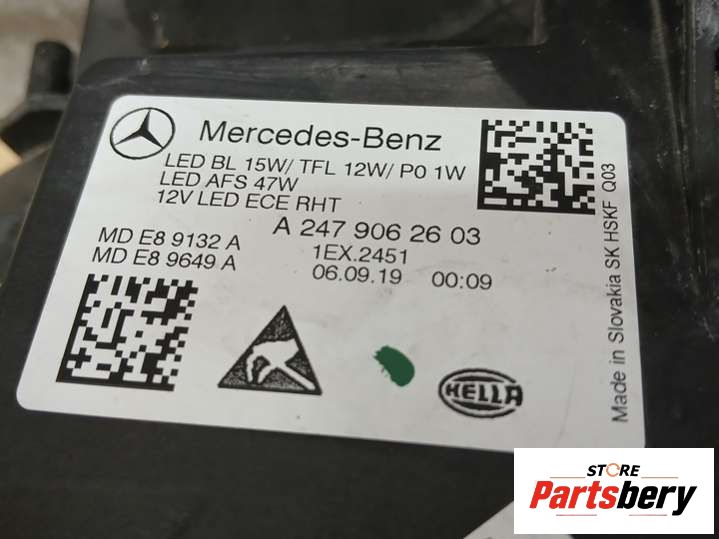 Mercedes-Benz
LED BL 15W/ TFL 12W/ P0 1W
LED AFS 47W
12V LED ECE RHT
A 247 906 26 03
MD E8 9132 A
1EX.2451
MD E8 9649 A
06.09.19 00:09
HELLA
Made in Slovakia SK HSKF Q03
STORE
Partsbery